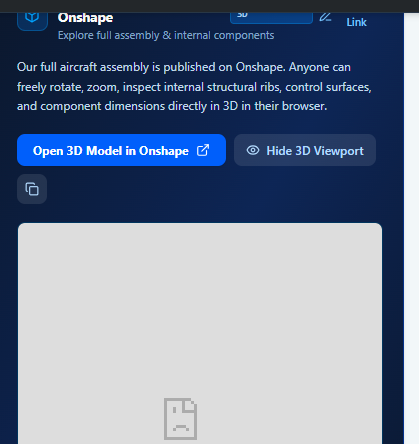 Onshape
3D
Link
Explore full assembly & internal components
Our full aircraft assembly is published on Onshape. Anyone can
freely rotate, zoom, inspect internal structural ribs, control surfaces,
and component dimensions directly in 3D in their browser.
Open 3D Model in Onshape
Hide 3D Viewport